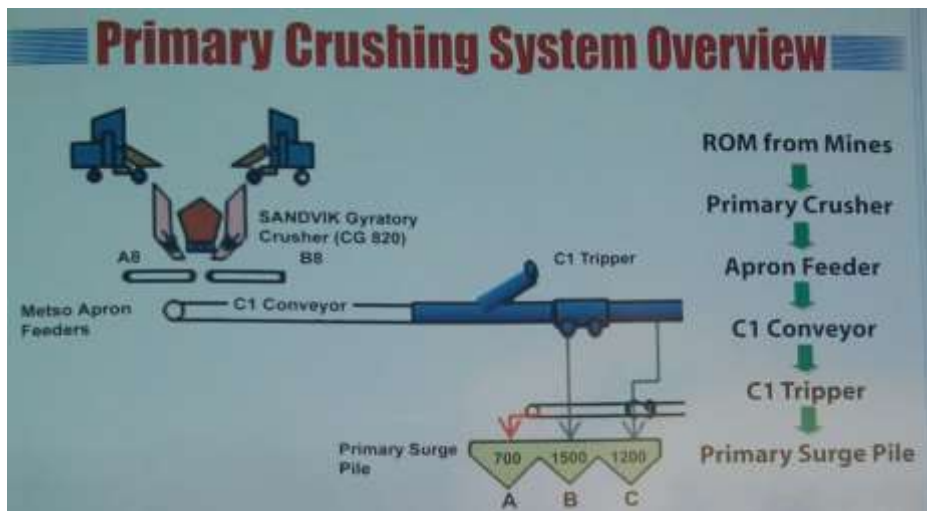 Primary Crushing System Overview
SANDVIK Gyratory
Crusher (CG 820)
A8
B8
Metso Apron
Feeders
C1 Conveyor
C1 Tripper
Primary Surge
Pile
700
1500
1200
A
B
C
ROM from Mines
Primary Crusher
Apron Feeder
C1 Conveyor
C1 Tripper
Primary Surge Pile